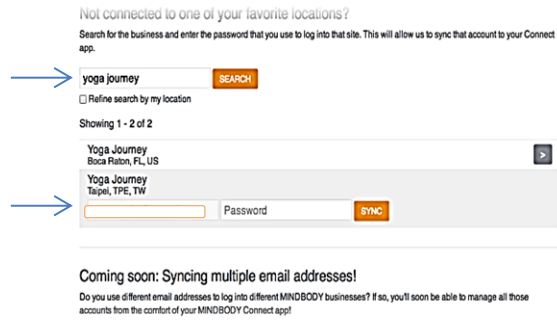 Not connected to one of your favorite locations?
Search for the business and enter the password that you use to log into that site. This will allow us to sync that account to your Connect
app.
yoga journey SEARCH
Refine search by my location
Showing 1 - 2 of 2
Yoga Journey
Boca Raton, FL, US >
Yoga Journey
Taipei, TPE, TW
Password SYNC
Coming soon: Syncing multiple email addresses!
Do you use different email addresses to log into different MINDBODY businesses? If so, you'll soon be able to manage all those
accounts from the comfort of your MINDBODY Connect app!